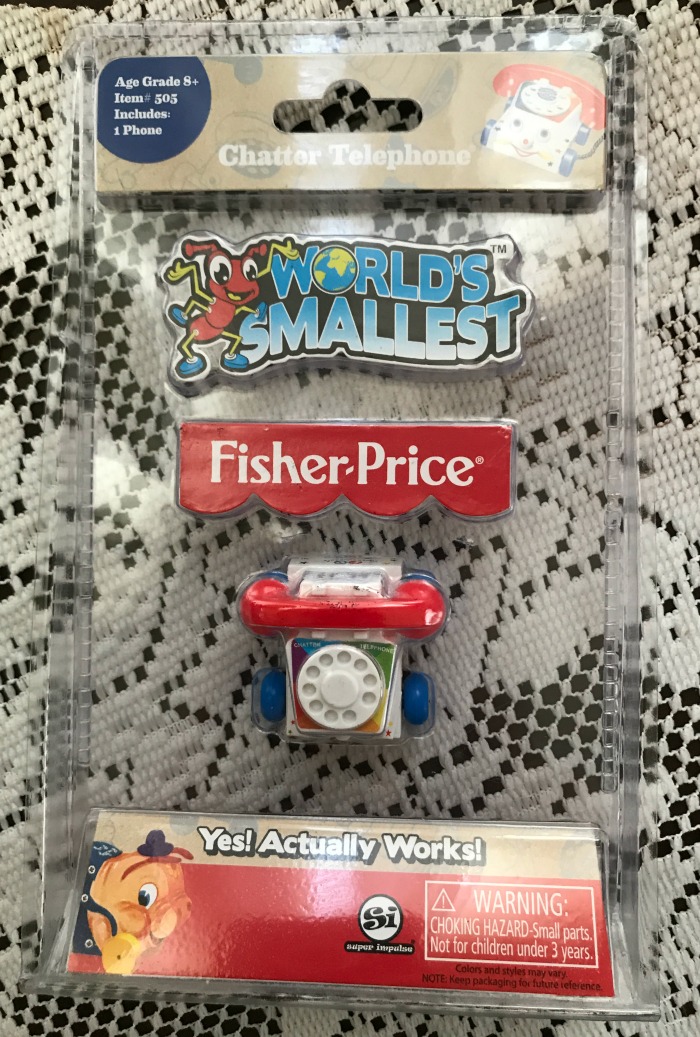 Age Grade 8+
Item# 505
Includes:
1 Phone
Chatter Telephone
WORLD'S™
SMALLEST
Fisher-Price®
CHATTER TELEPHONE
Yes! Actually Works!
Si
super impulse
WARNING:
CHOKING HAZARD-Small parts.
Not for children under 3 years.
Colors and styles may vary.
NOTE: Keep packaging for future reference.